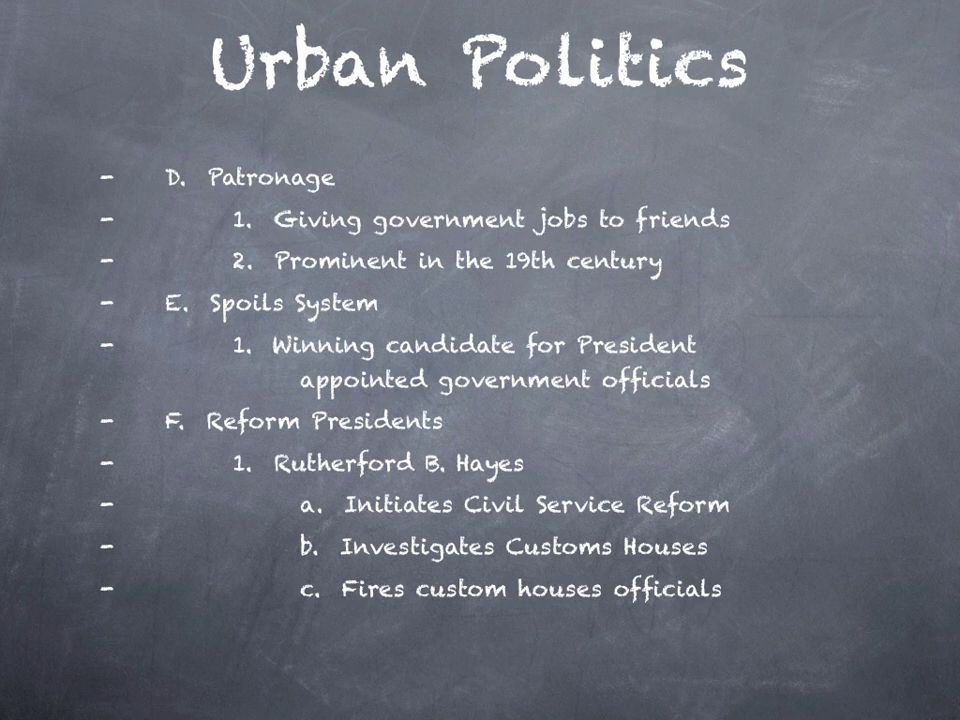 Urban Politics
- D. Patronage
- 1. Giving government jobs to friends
- 2. Prominent in the 19th century
- E. Spoils System
- 1. Winning candidate for President
appointed government officials
- F. Reform Presidents
- 1. Rutherford B. Hayes
- a. Initiates Civil Service Reform
- b. Investigates Customs Houses
- c. Fires custom houses officials